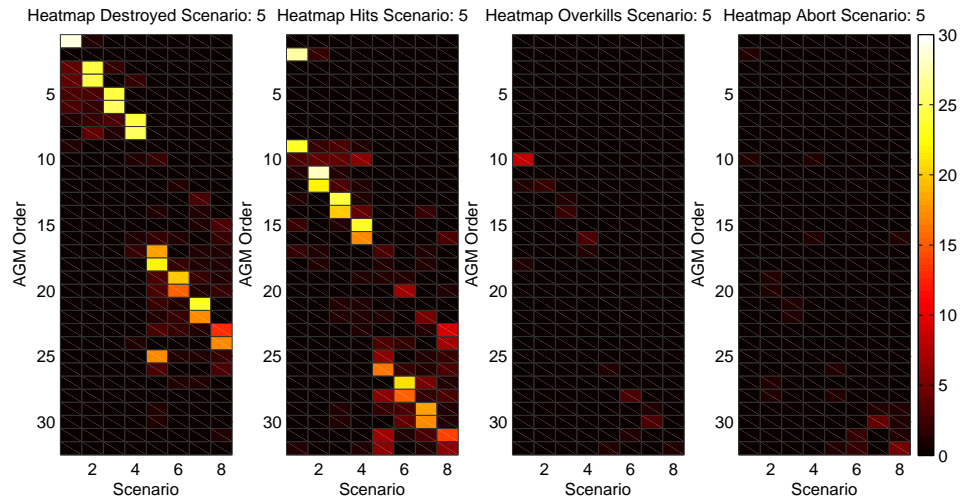 Heatmap Destroyed Scenario: 5
Heatmap Hits Scenario: 5
Heatmap Overkills Scenario: 5
Heatmap Abort Scenario: 5
AGM Order
5
10
15
20
25
30
2 4 6 8
Scenario
AGM Order
5
10
15
20
25
30
2 4 6 8
Scenario
AGM Order
5
10
15
20
25
30
2 4 6 8
Scenario
AGM Order
5
10
15
20
25
30
2 4 6 8
Scenario
30
25
20
15
10
5
0